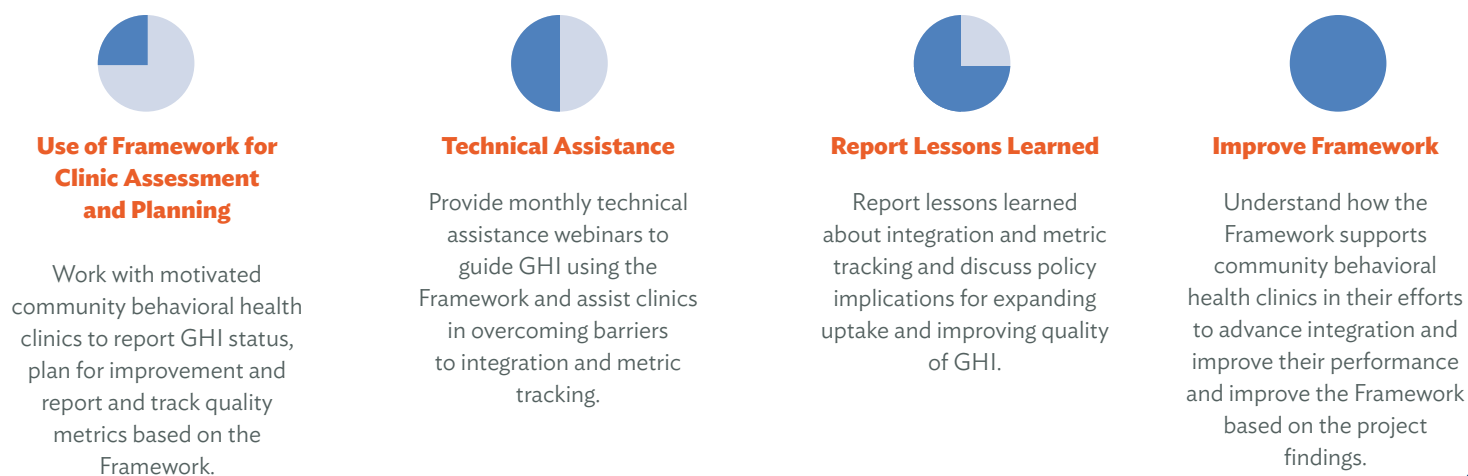 Use of Framework for
Clinic Assessment
and Planning
Work with motivated
community behavioral health
clinics to report GHI status,
plan for improvement and
report and track quality
metrics based on the
Framework.
Technical Assistance
Provide monthly technical
assistance webinars to
guide GHI using the
Framework and assist clinics
in overcoming barriers
to integration and metric
tracking.
Report Lessons Learned
Report lessons learned
about integration and metric
tracking and discuss policy
implications for expanding
uptake and improving quality
of GHI.
Improve Framework
Understand how the
Framework supports
community behavioral
health clinics in their efforts
to advance integration and
improve their performance
and improve the Framework
based on the project
findings.